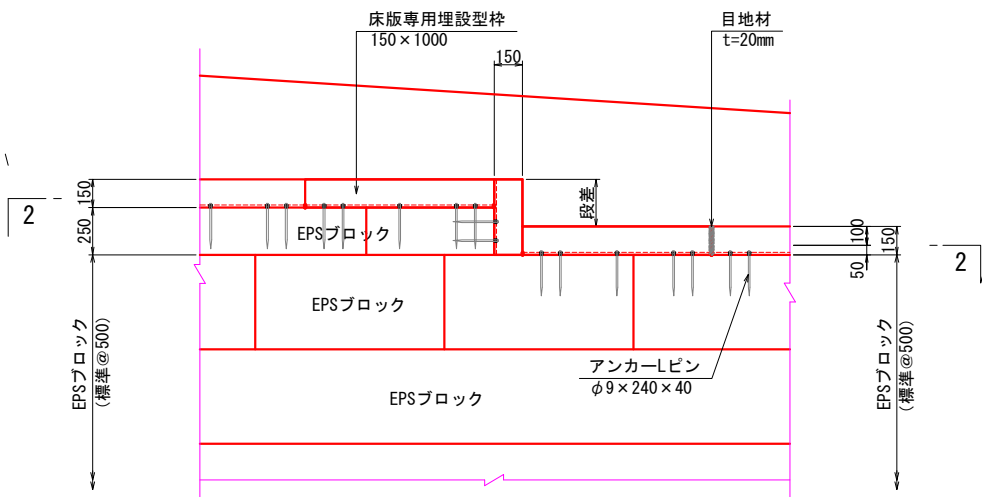 床版専用埋設型枠
150×1000
目地材
t=20mm
150
150
250
段差
100
150
50
2
2
EPSブロック
EPSブロック
EPSブロック
アンカーLピン
φ9×240×40
EPSブロック
(標準@500)
EPSブロック
(標準@500)